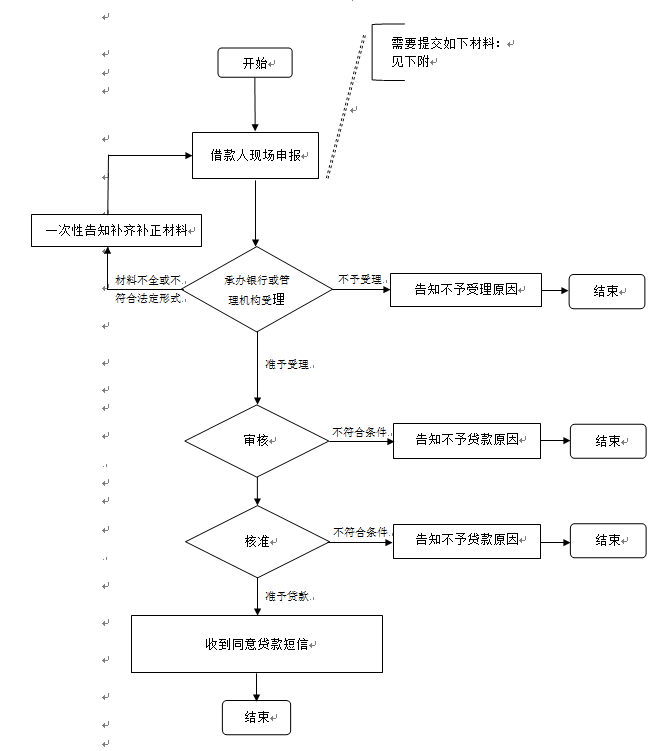 需要提交如下材料：
见下附
开始
借款人现场申报
一次性告知补齐补正材料
材料不全或不
符合法定形式
承办银行或管
理机构受理
不予受理
告知不予受理原因
结束
准予受理
审核
不符合条件
告知不予贷款原因
结束
核准
不符合条件
告知不予贷款原因
结束
准予贷款
收到同意贷款短信
结束